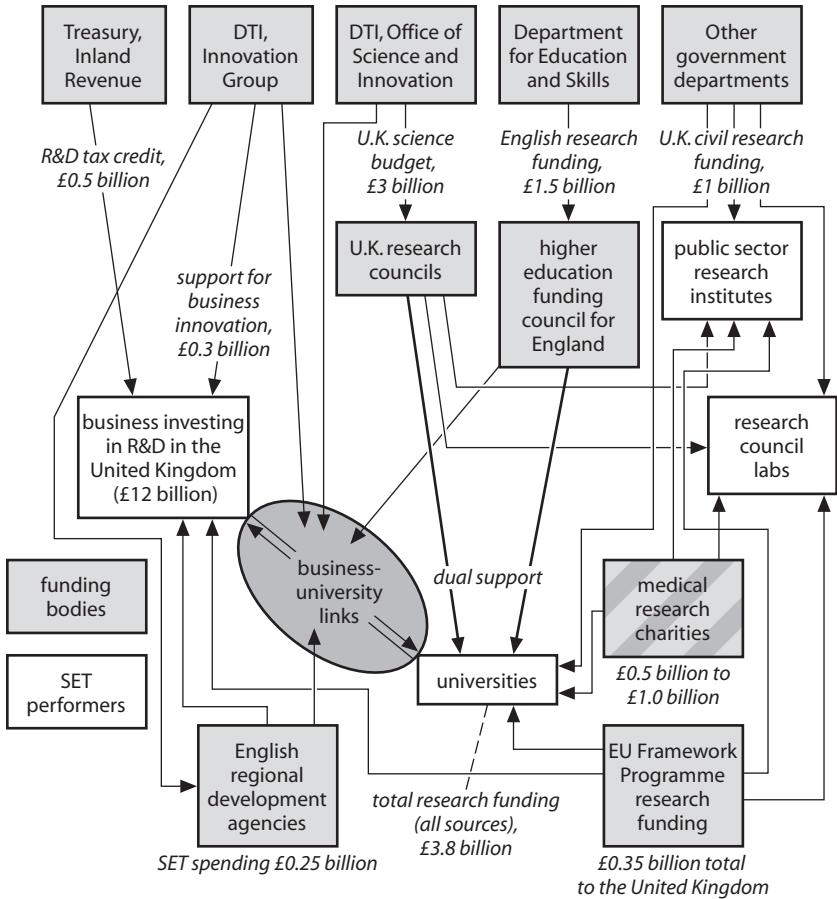 Treasury,
Inland
Revenue
DTI,
Innovation
Group
DTI, Office of
Science and
Innovation
Department
for Education
and Skills
Other
government
departments
R&D tax credit,
£0.5 billion
U.K. science
budget,
£3 billion
English research
funding,
£1.5 billion
U.K. civil research
funding,
£1 billion
support for
business
innovation,
£0.3 billion
U.K. research
councils
higher
education
funding
council for
England
public sector
research
institutes
business investing
in R&D in the
United Kingdom
(£12 billion)
research
council
labs
business-
university
links
dual support
funding
bodies
medical
research
charities
£0.5 billion to
£1.0 billion
SET
performers
universities
English
regional
development
agencies
SET spending £0.25 billion
total research funding
(all sources),
£3.8 billion
EU Framework
Programme
research
funding
£0.35 billion total
to the United Kingdom